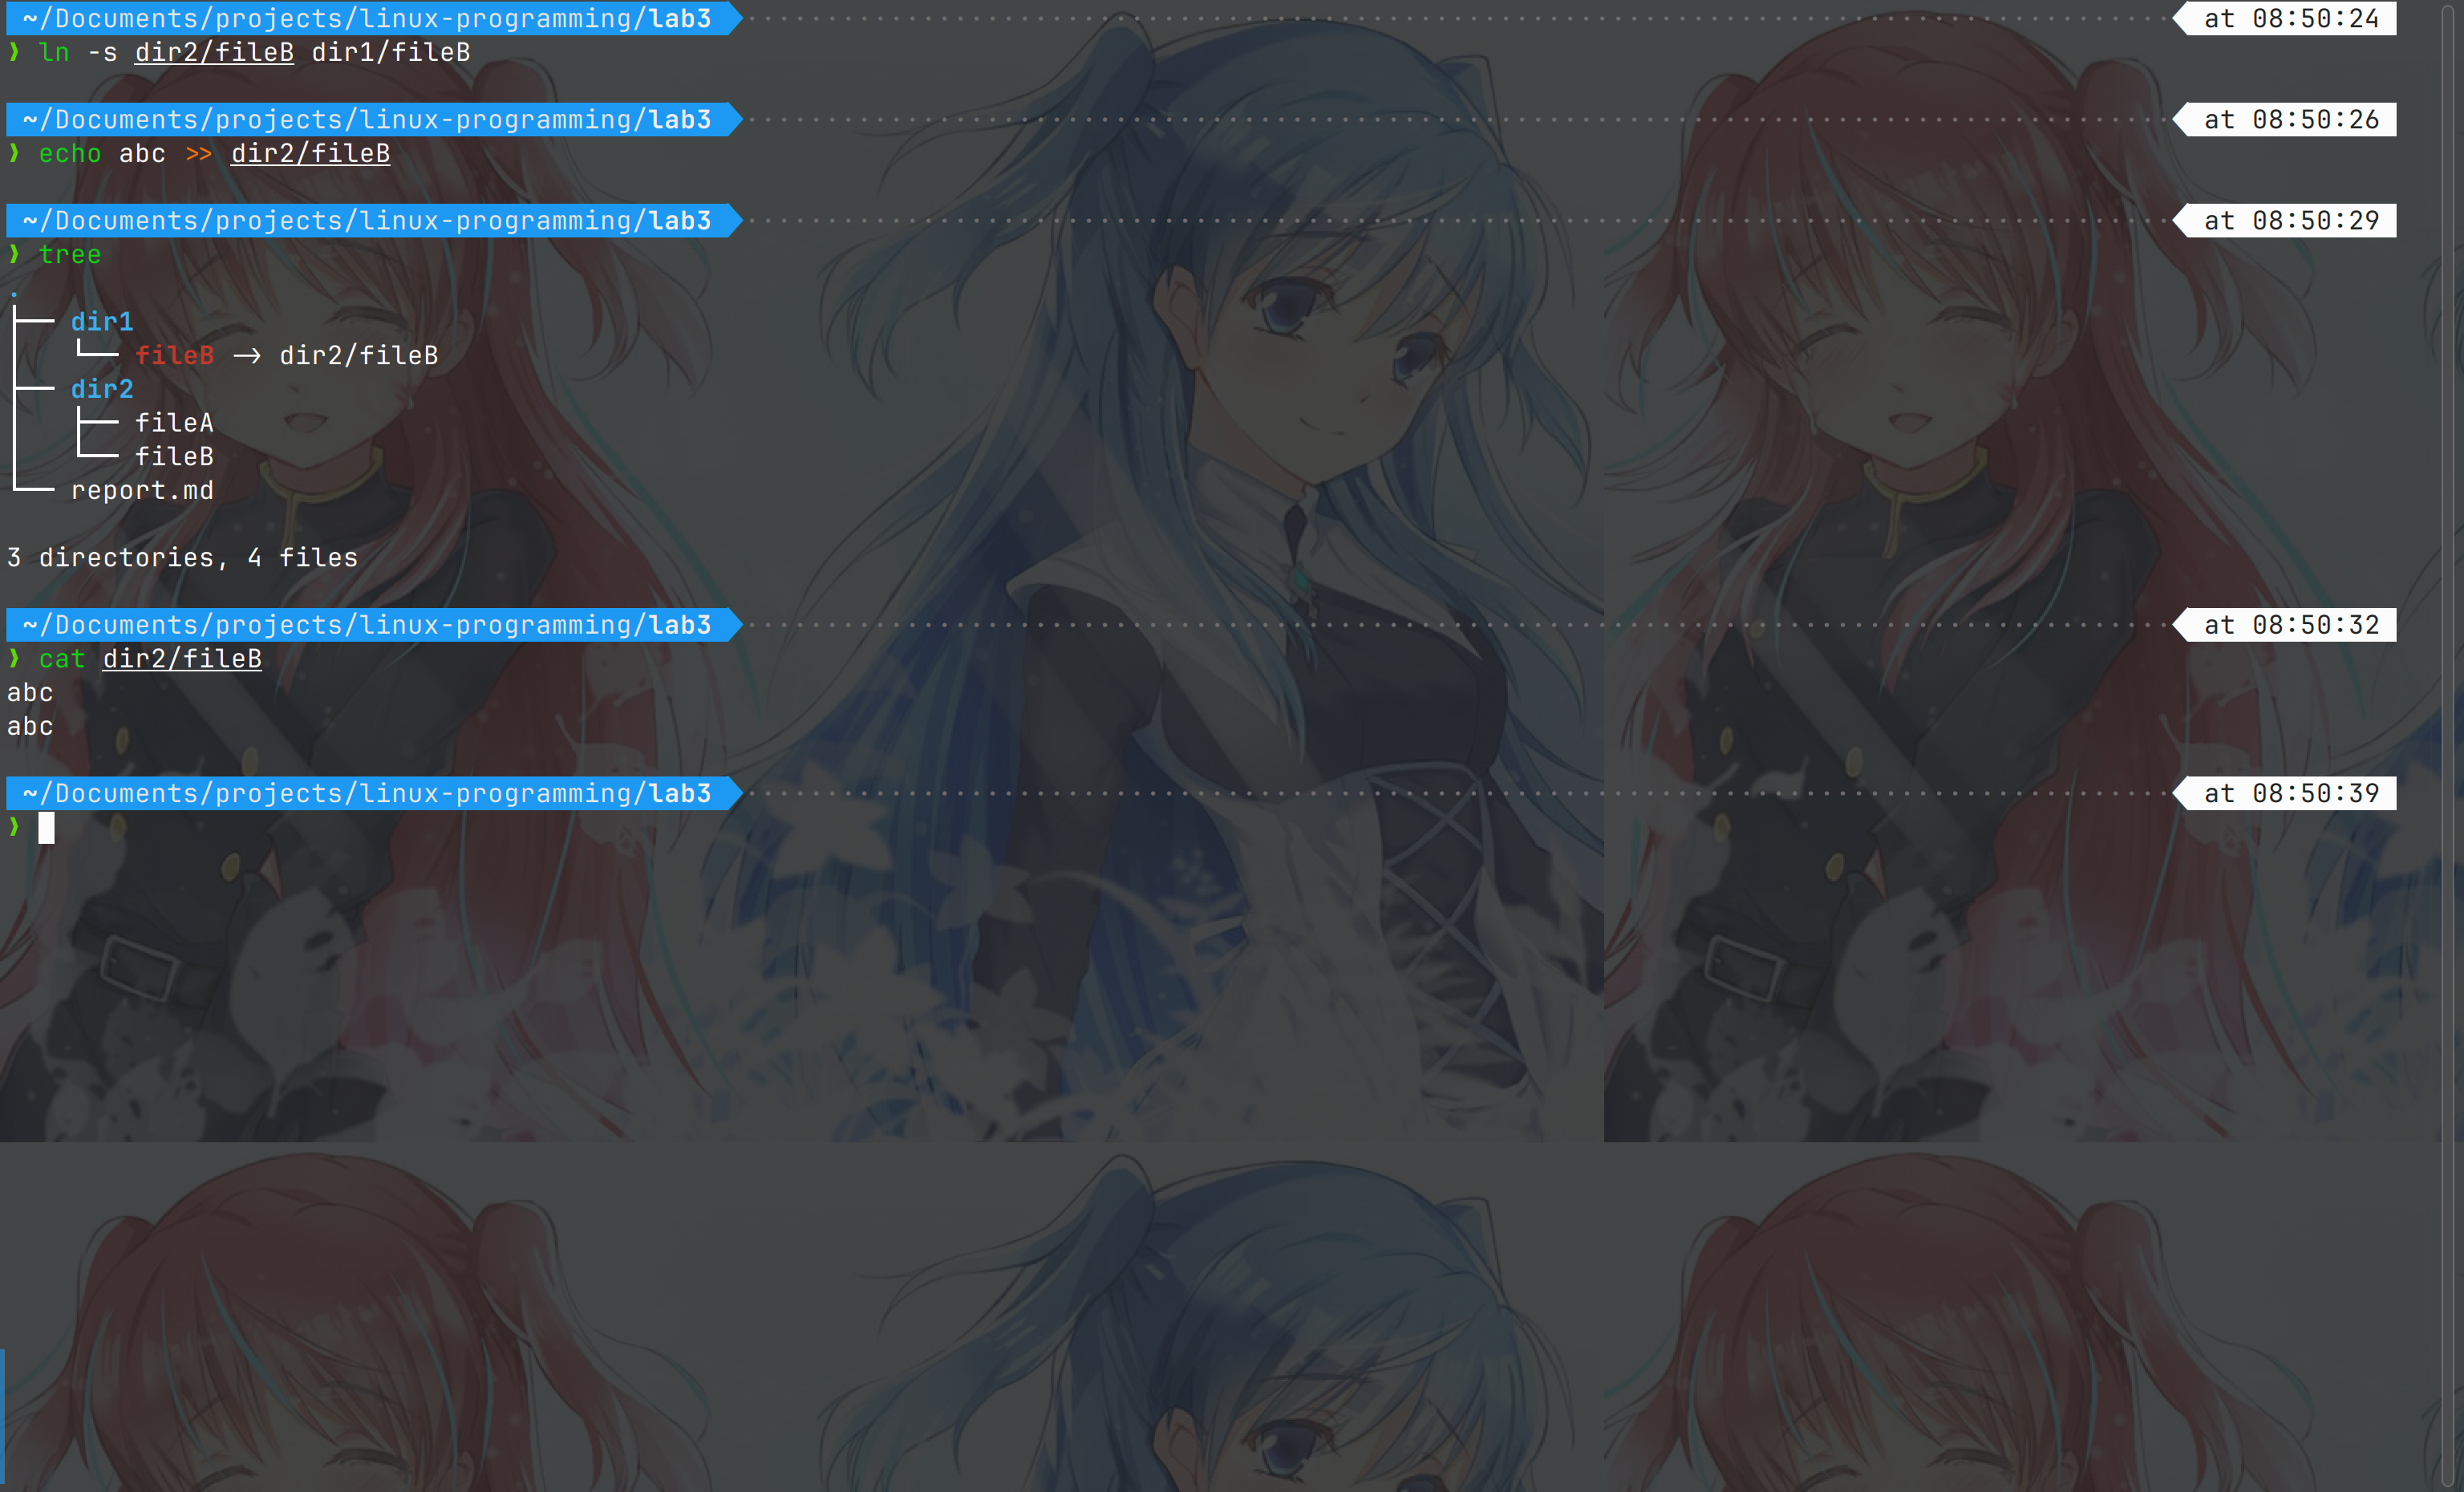 ~/Documents/projects/linux-programming/lab3 at 08:50:24
❯ ln -s dir2/fileB dir1/fileB
~/Documents/projects/linux-programming/lab3 at 08:50:26
❯ echo abc >> dir2/fileB
~/Documents/projects/linux-programming/lab3 at 08:50:29
❯ tree
.
├── dir1
│   └── fileB -> dir2/fileB
├── dir2
│   ├── fileA
│   └── fileB
└── report.md
3 directories, 4 files
~/Documents/projects/linux-programming/lab3 at 08:50:32
❯ cat dir2/fileB
abc
abc
~/Documents/projects/linux-programming/lab3 at 08:50:39
❯